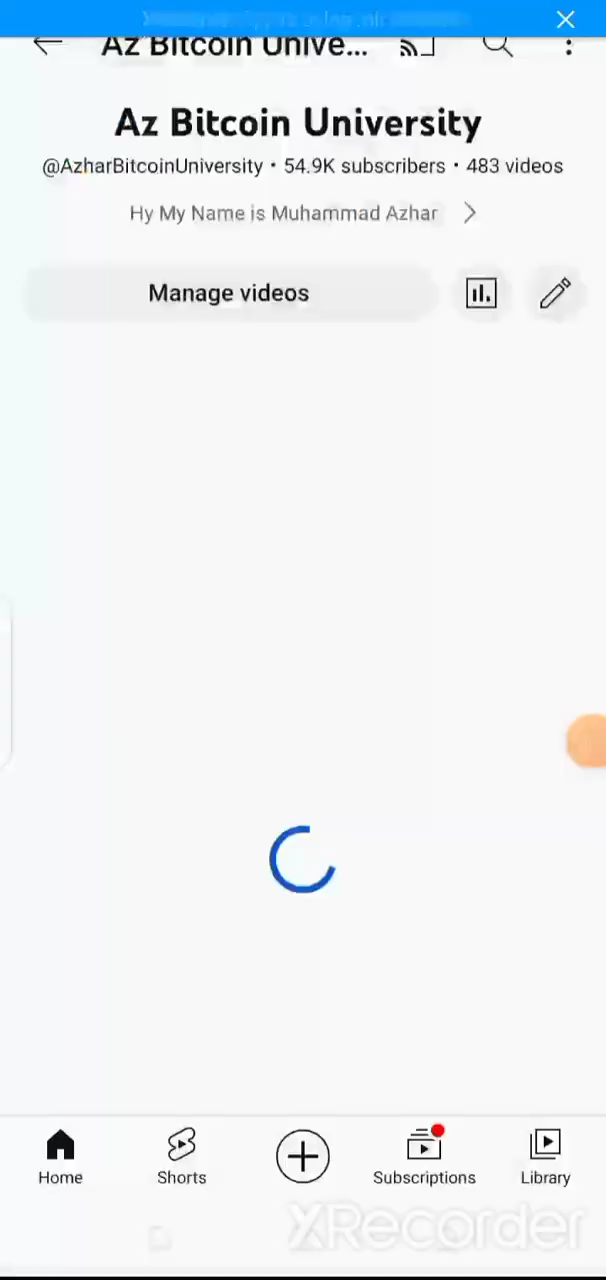 Az Bitcoin Unive...
Az Bitcoin University
@AzharBitcoinUniversity • 54.9K subscribers • 483 videos
Hy My Name is Muhammad Azhar
Manage videos
Home
Shorts
Subscriptions
Library
XRecorder